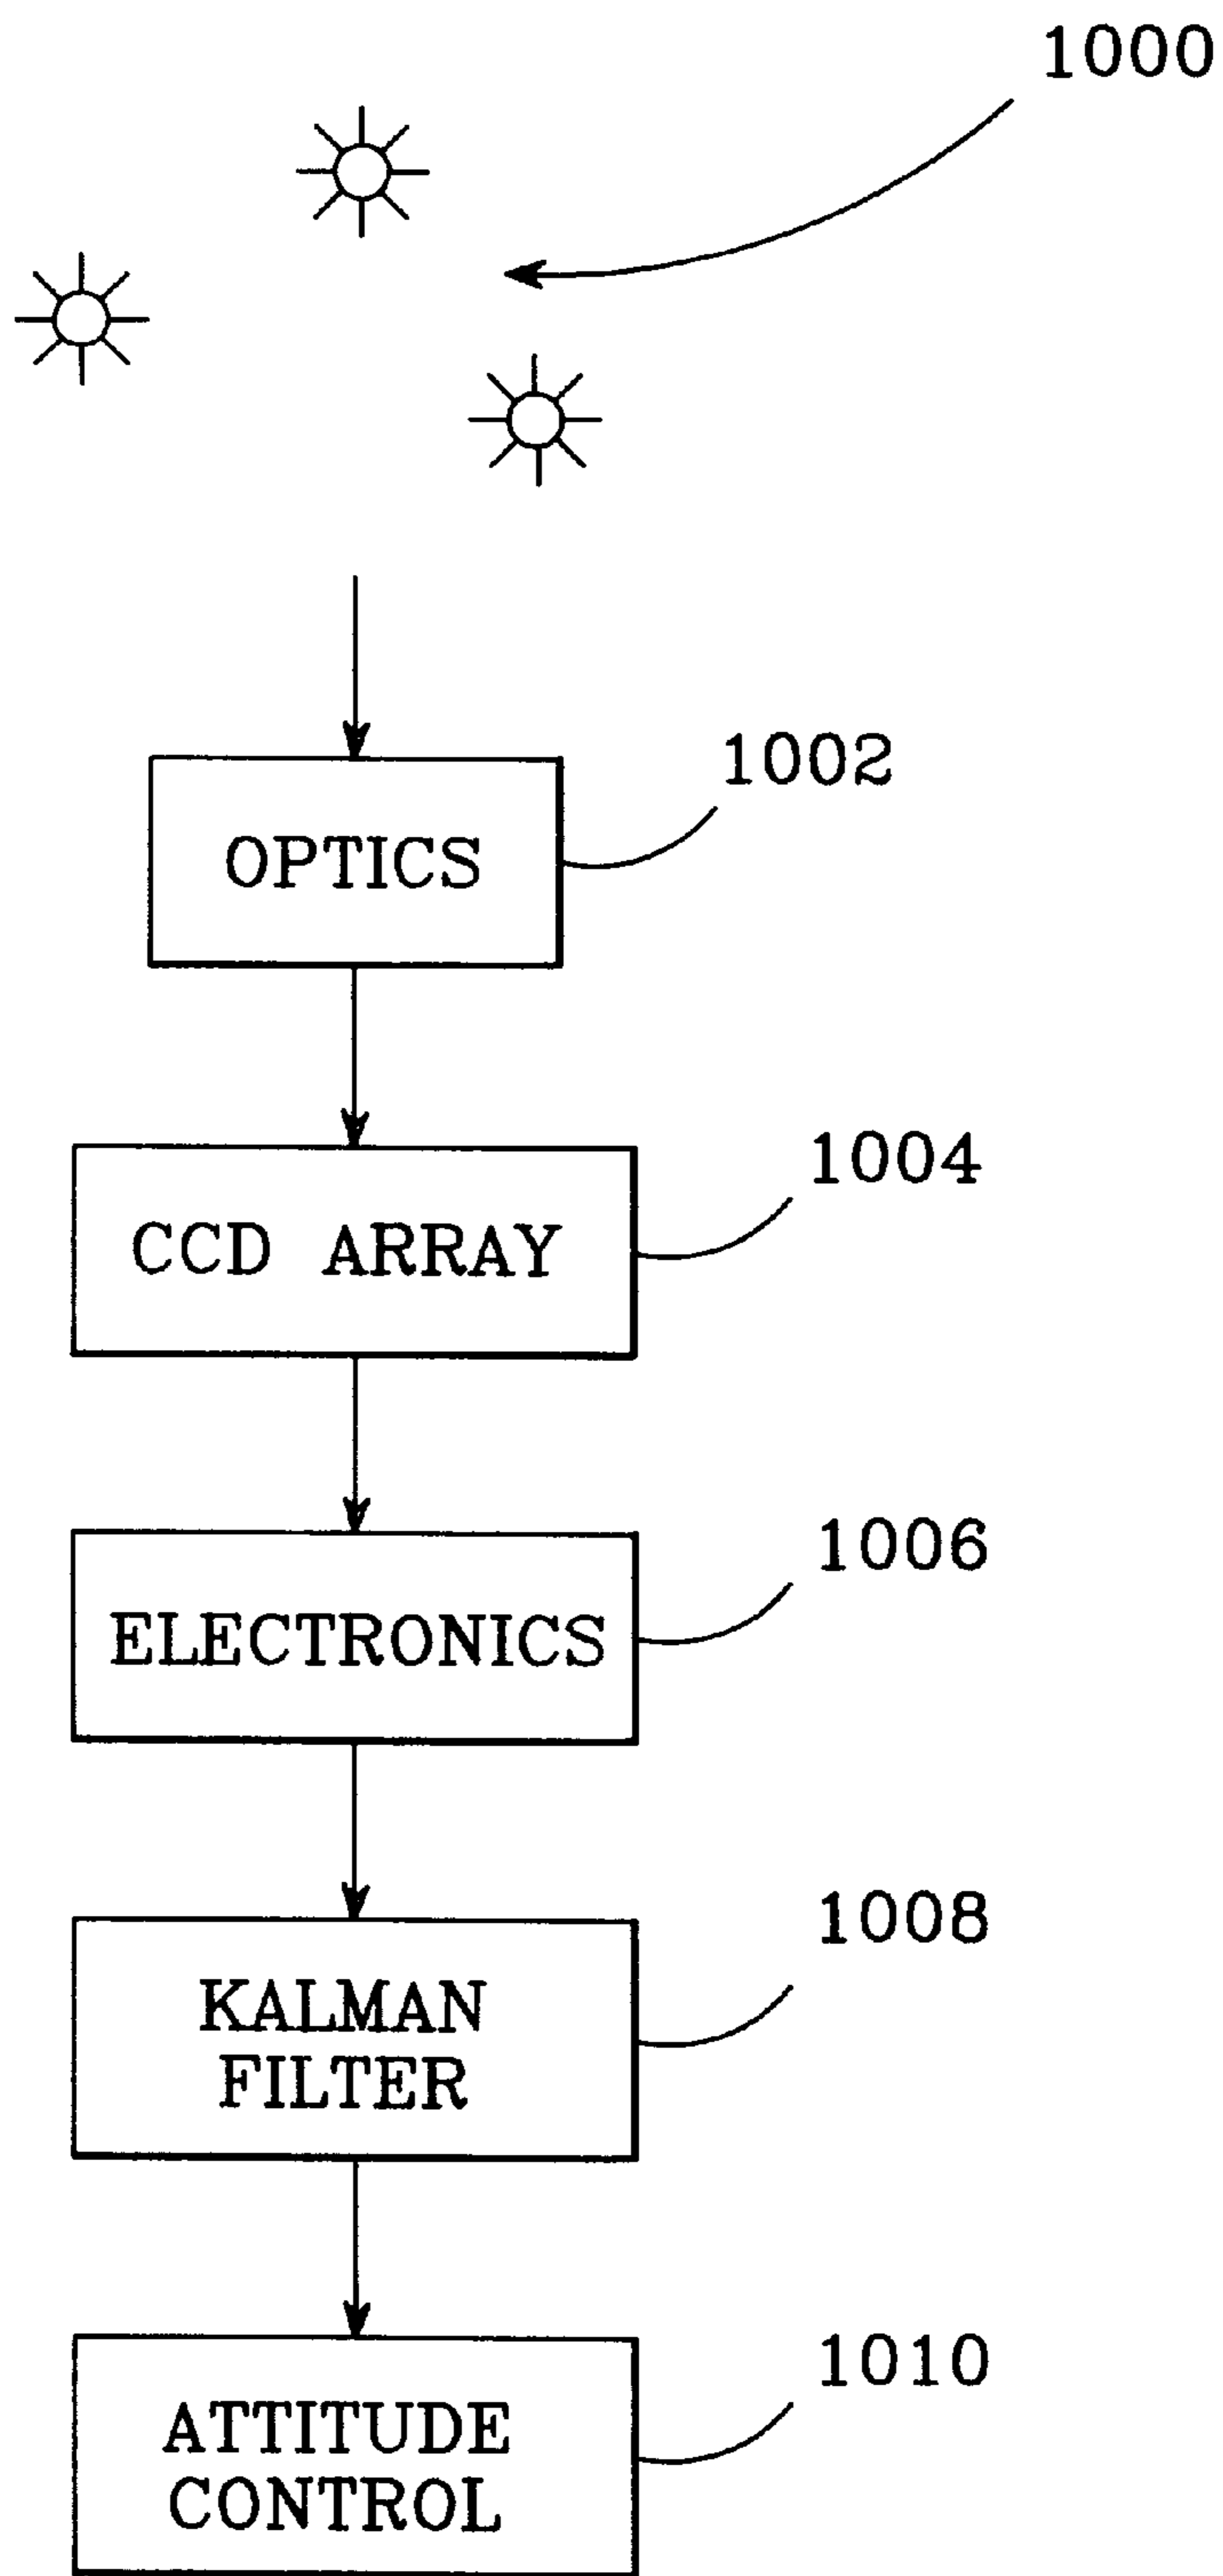 1000
1002
OPTICS
1004
CCD ARRAY
1006
ELECTRONICS
1008
KALMAN
FILTER
1010
ATTITUDE
CONTROL